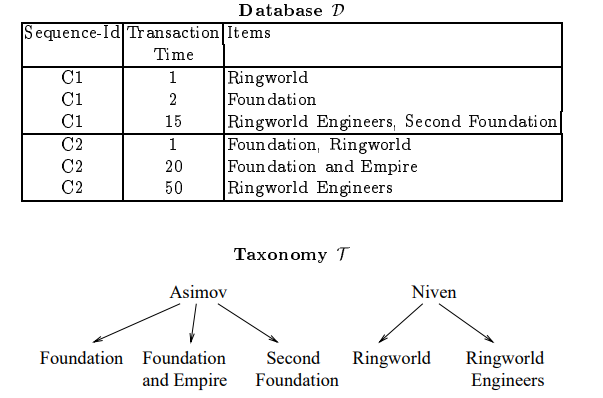 Database D
Sequence-Id Transaction Items
Time
C1 1 Ringworld
C1 2 Foundation
C1 15 Ringworld Engineers, Second Foundation
C2 1 Foundation, Ringworld
C2 20 Foundation and Empire
C2 50 Ringworld Engineers
Taxonomy T
Asimov Niven
Foundation Foundation Second Ringworld Ringworld
and Empire Foundation Engineers